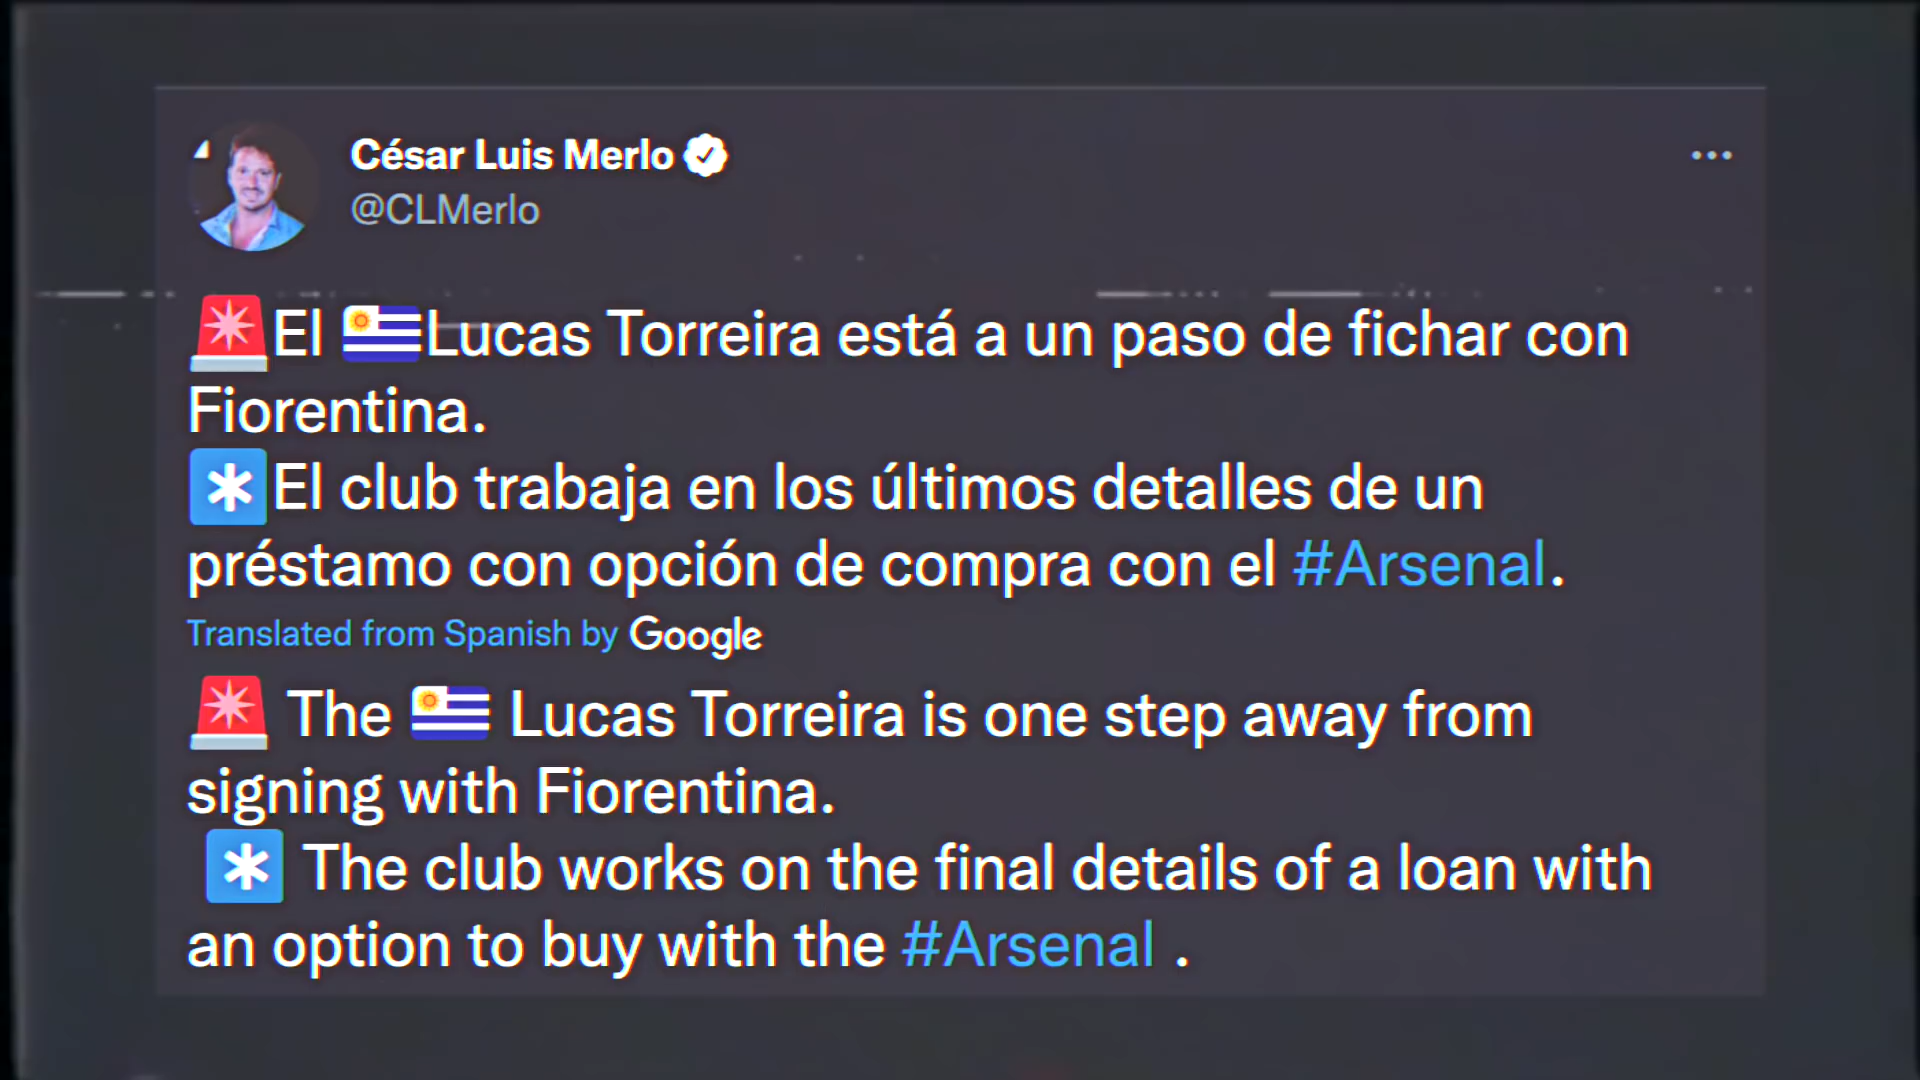 César Luis Merlo
@CLMerlo
🚨El 🇺🇾Lucas Torreira está a un paso de fichar con
Fiorentina.
*️⃣El club trabaja en los últimos detalles de un
préstamo con opción de compra con el #Arsenal.
Translated from Spanish by Google
🚨 The 🇺🇾 Lucas Torreira is one step away from
signing with Fiorentina.
*️⃣ The club works on the final details of a loan with
an option to buy with the #Arsenal .